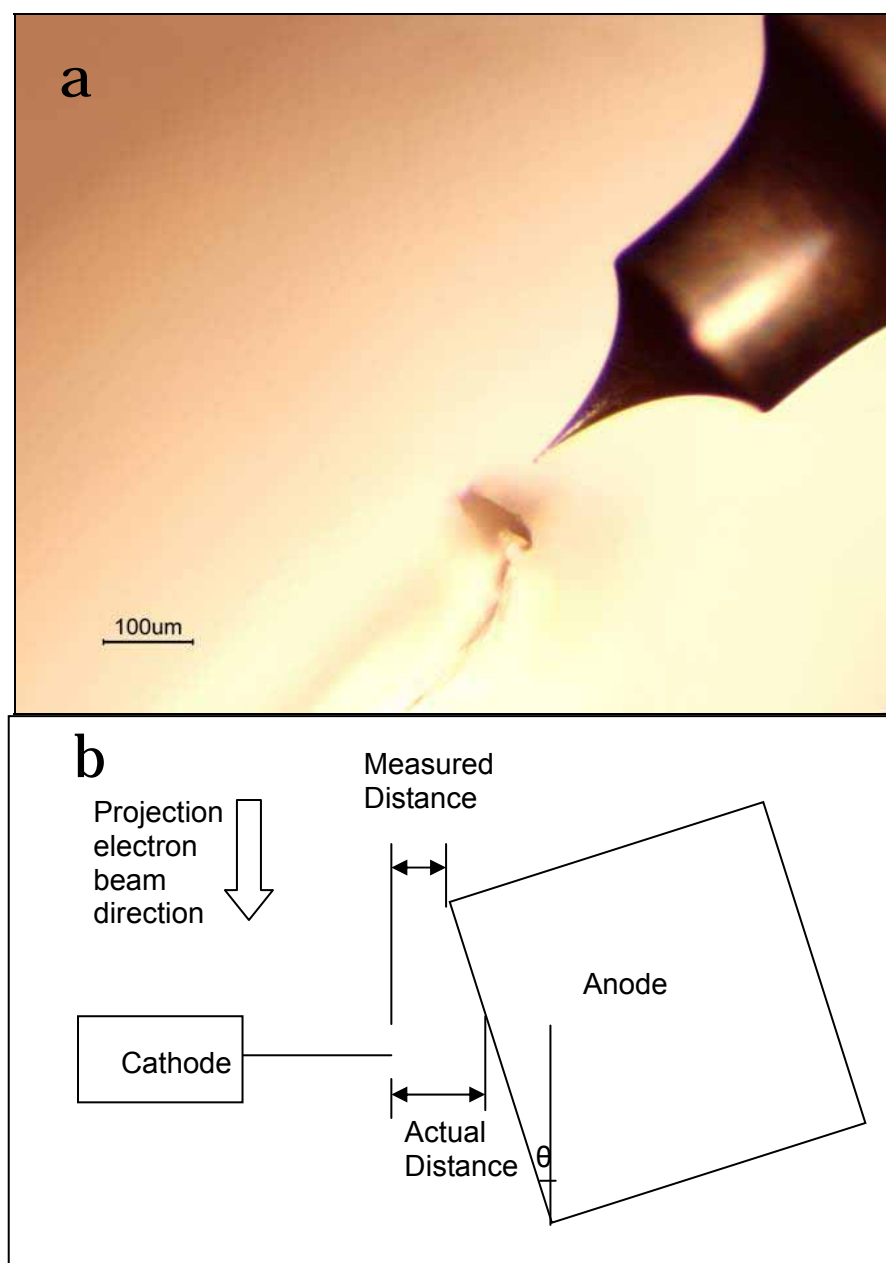 a
100um
b
Measured
Distance
Projection
electron
beam
direction
Anode
Cathode
Actual
Distance
θ